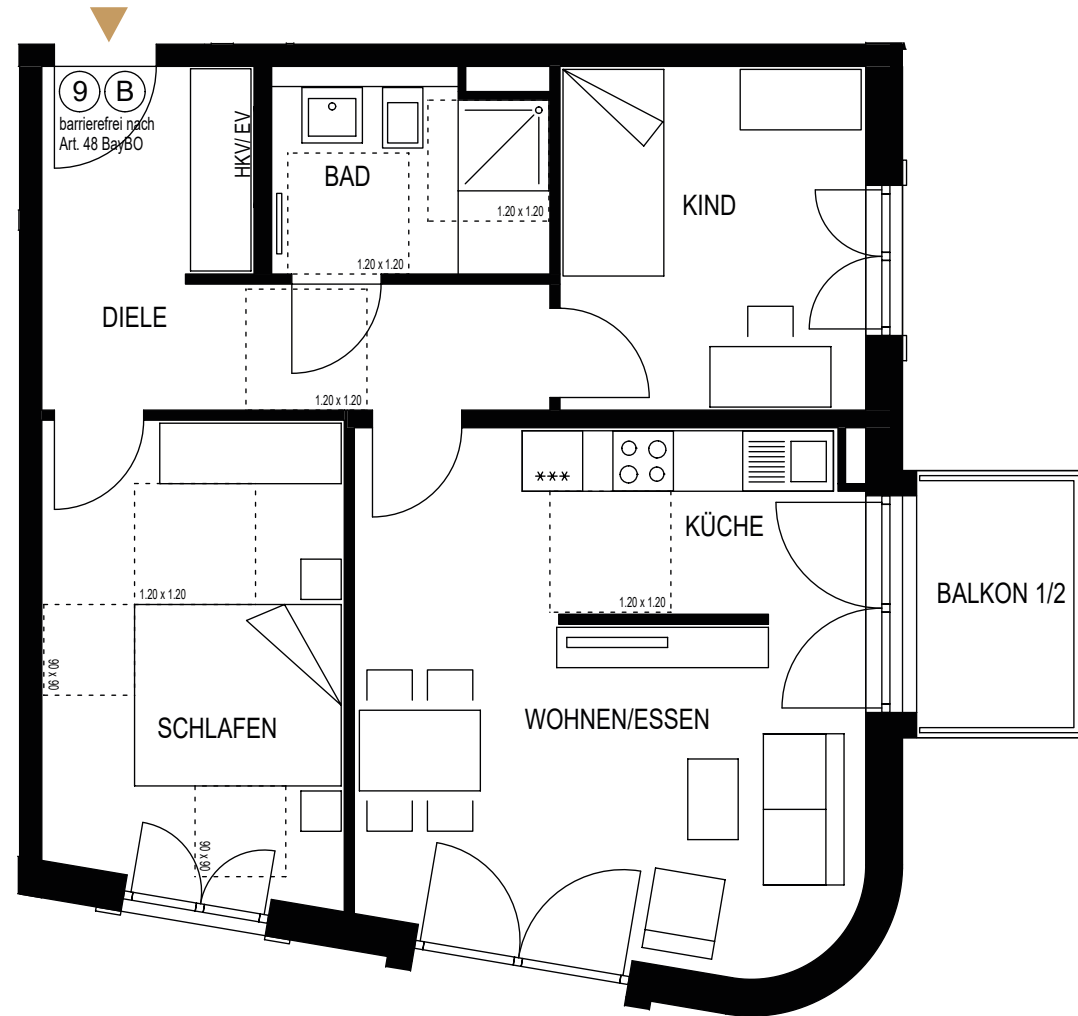 9 B
barrierefrei nach
Art. 48 BayBO
HKV/ EV
BAD
1.20 x 1.20
1.20 x 1.20
KIND
DIELE
1.20 x 1.20
***
KÜCHE
1.20 x 1.20
1.20 x 1.20
BALKON 1/2
90 x 90
SCHLAFEN
WOHNEN/ESSEN
90 x 90